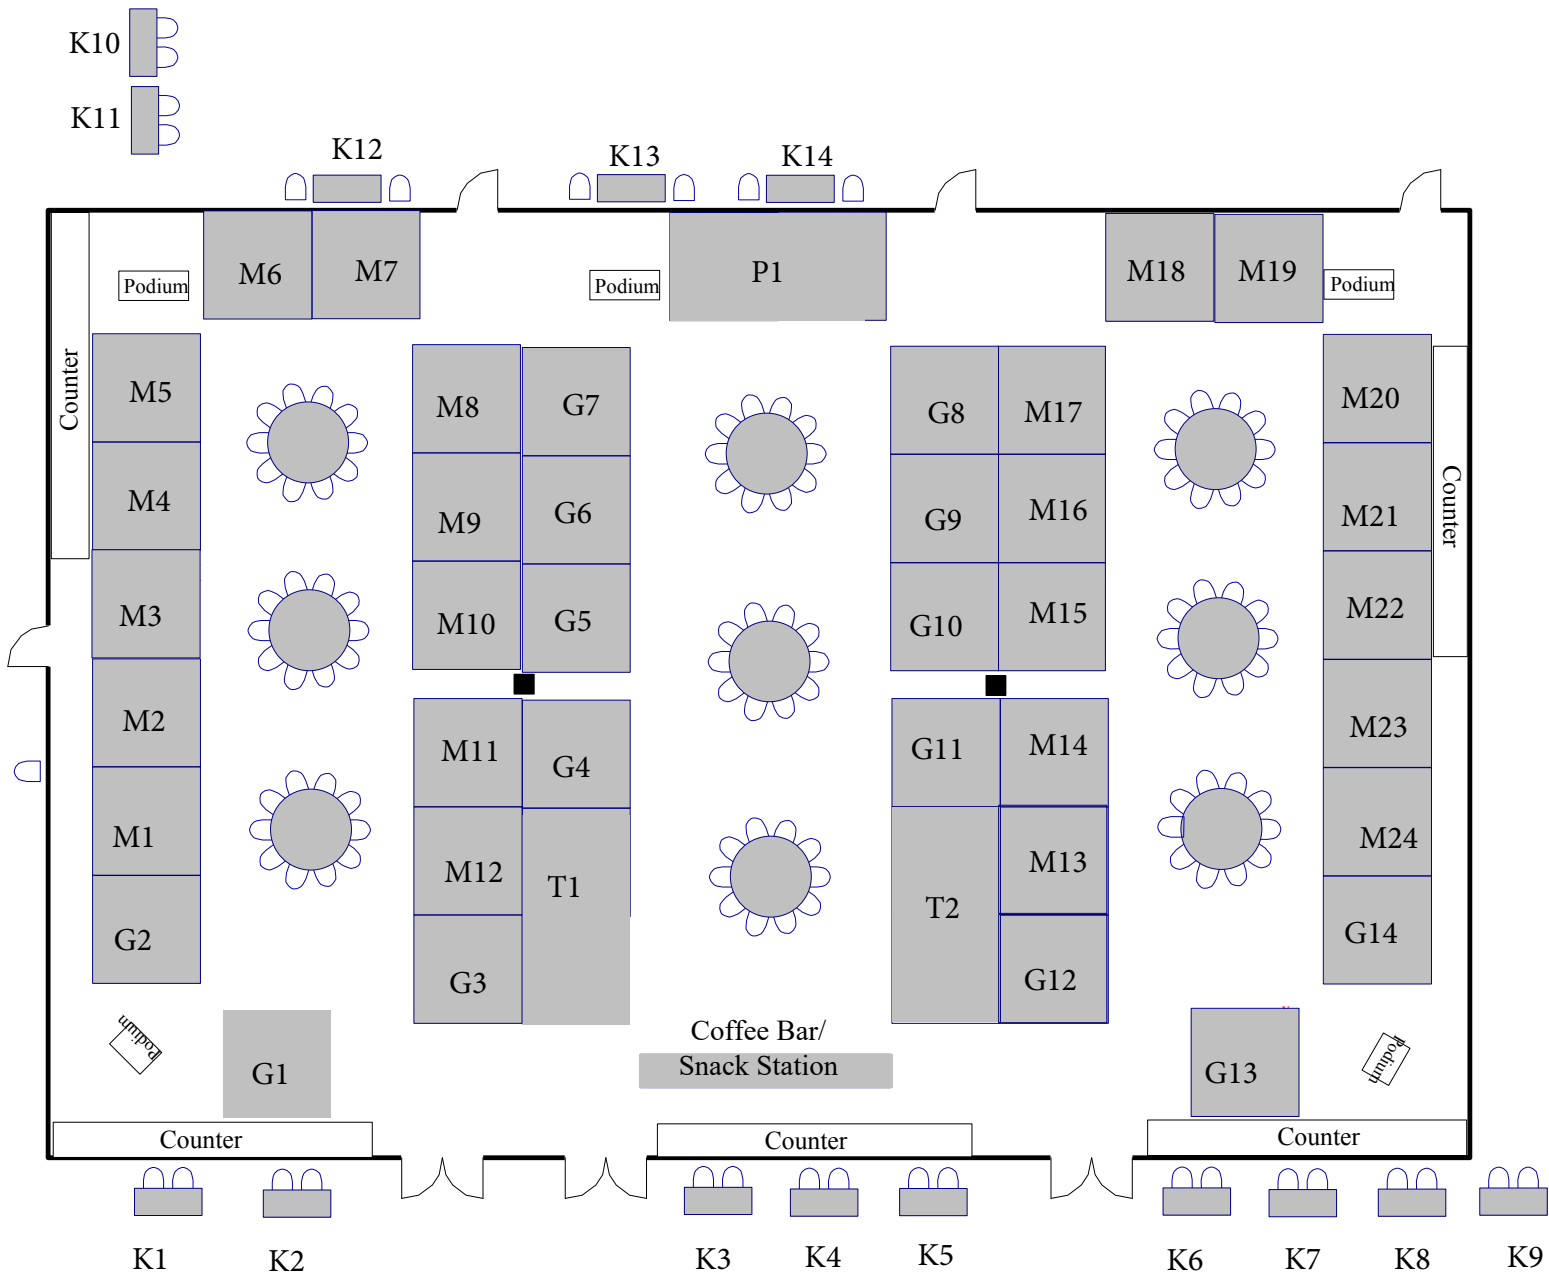 K10
K11
K12
K13
K14
M6
M7
P1
M18
M19
Podium
Podium
Podium
Counter
M5
M8
G7
G8
M17
M20
M4
M9
G6
G9
M16
M21
Counter
M3
M10
G5
G10
M15
M22
M2
M11
G4
G11
M14
M23
M1
M12
T1
T2
M13
M24
G2
G3
G12
G14
Podium
G1
Coffee Bar/
Snack Station
G13
Podium
Counter
Counter
Counter
K1
K2
K3
K4
K5
K6
K7
K8
K9